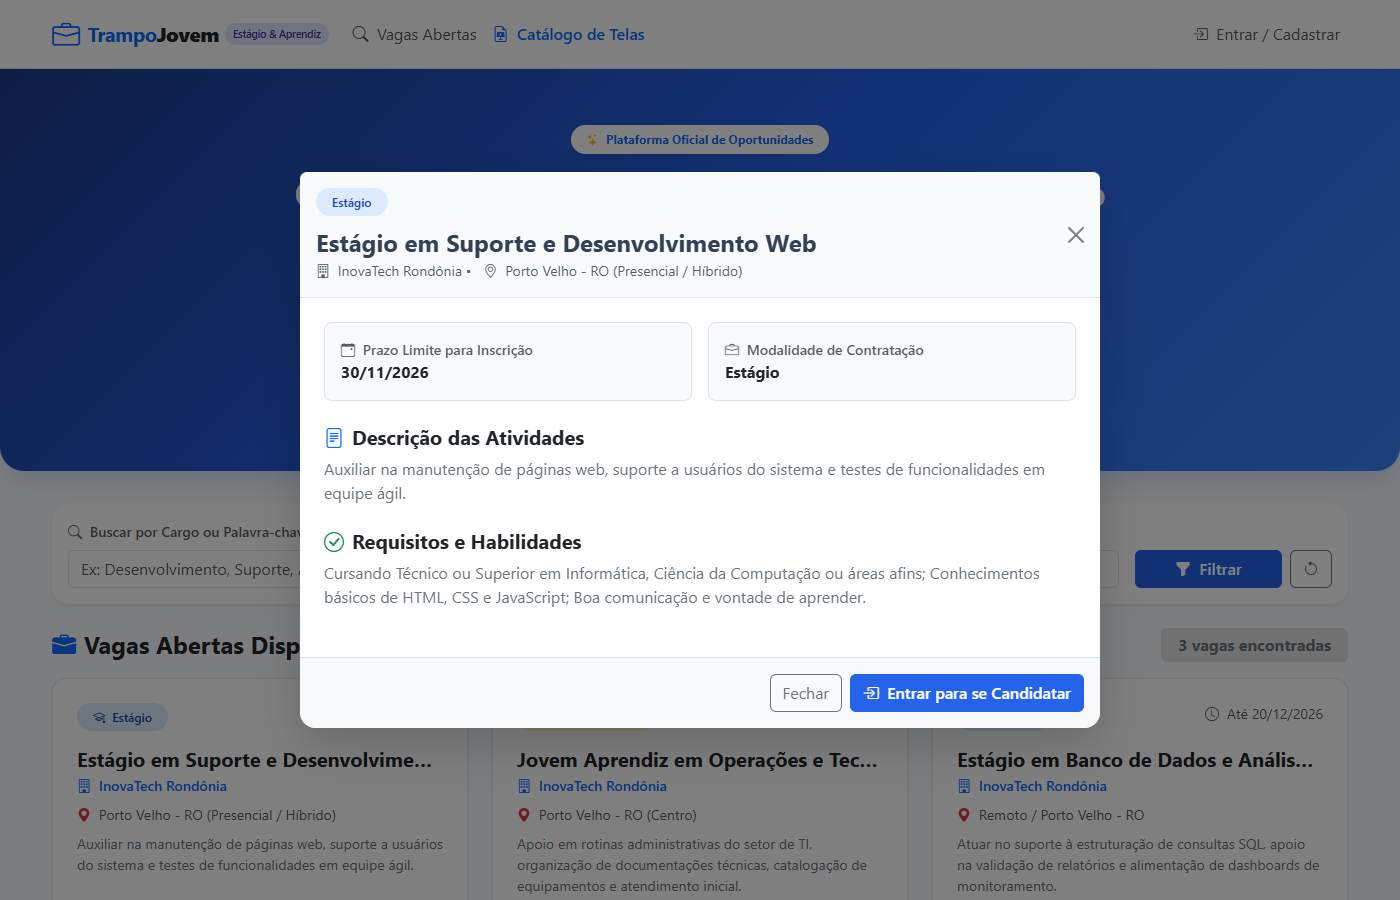 TrampoJovem Estágio & Aprendiz Vagas Abertas Catálogo de Telas Entrar / Cadastrar
Plataforma Oficial de Oportunidades
Estágio
Estágio em Suporte e Desenvolvimento Web
InovaTech Rondônia • Porto Velho - RO (Presencial / Híbrido)
Prazo Limite para Inscrição
30/11/2026
Modalidade de Contratação
Estágio
Descrição das Atividades
Auxiliar na manutenção de páginas web, suporte a usuários do sistema e testes de funcionalidades em
equipe ágil.
Requisitos e Habilidades
Cursando Técnico ou Superior em Informática, Ciência da Computação ou áreas afins; Conhecimentos
básicos de HTML, CSS e JavaScript; Boa comunicação e vontade de aprender.
Fechar Entrar para se Candidatar
Buscar por Cargo ou Palavra-chav
Ex: Desenvolvimento, Suporte,
Filtrar
Vagas Abertas Disp
3 vagas encontradas
Estágio
Estágio em Suporte e Desenvolvime...
InovaTech Rondônia
Porto Velho - RO (Presencial / Híbrido)
Auxiliar na manutenção de páginas web, suporte a usuários
do sistema e testes de funcionalidades em equipe ágil.
Jovem Aprendiz em Operações e Tec...
InovaTech Rondônia
Porto Velho - RO (Centro)
Apoio em rotinas administrativas do setor de TI,
organização de documentações técnicas, catalogação de
equipamentos e atendimento inicial.
Até 20/12/2026
Estágio em Banco de Dados e Anális...
InovaTech Rondônia
Remoto / Porto Velho - RO
Atuar no suporte à estruturação de consultas SQL, apoio
na validação de relatórios e alimentação de dashboards de
monitoramento.